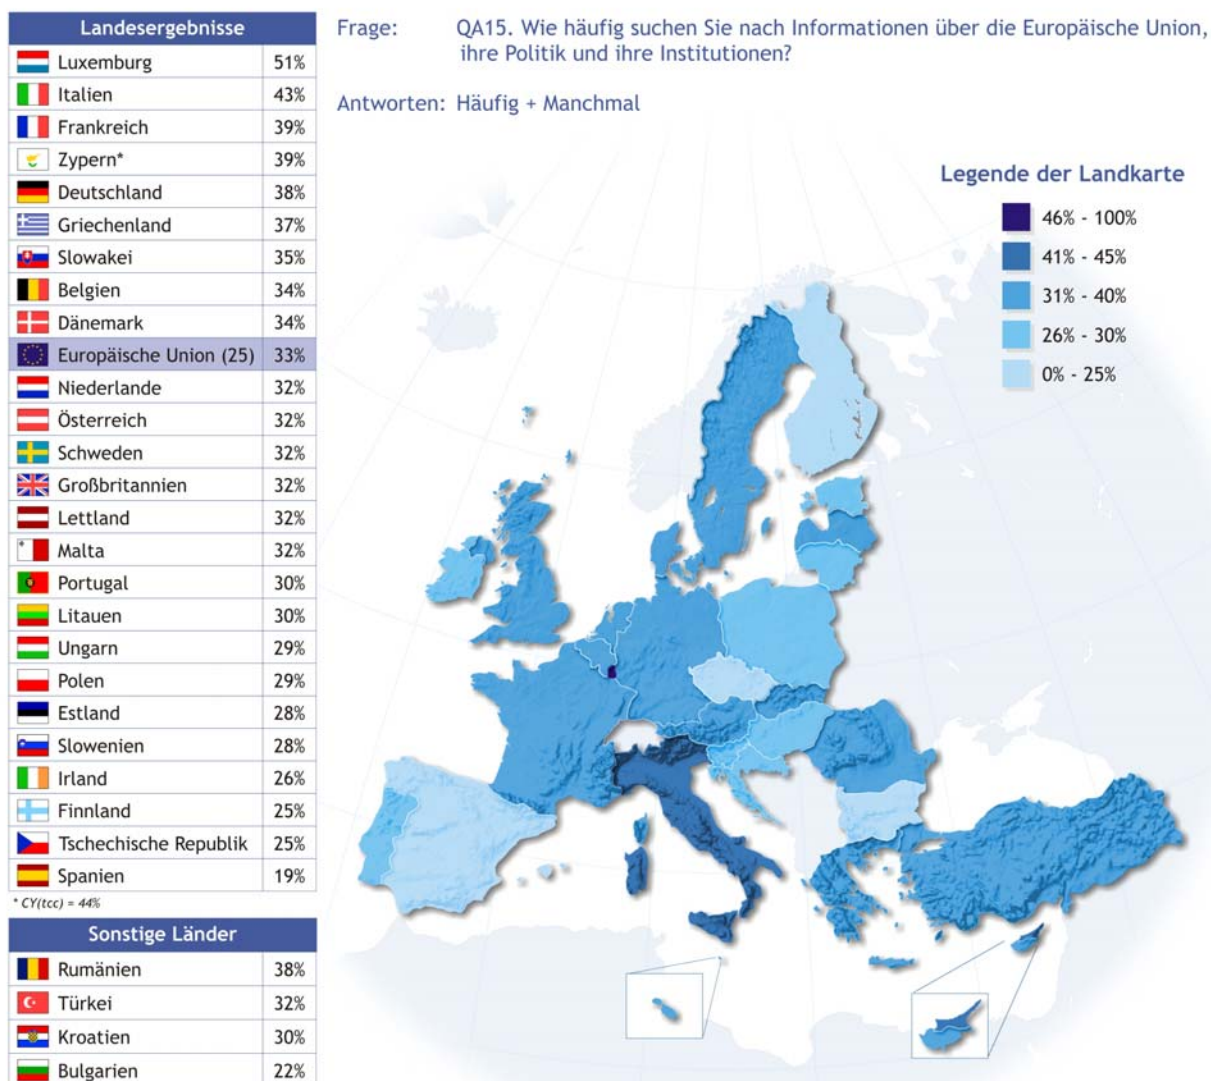 Landesergebnisse
Luxemburg 51%
Italien 43%
Frankreich 39%
Zypern* 39%
Deutschland 38%
Griechenland 37%
Slowakei 35%
Belgien 34%
Dänemark 34%
Europäische Union (25) 33%
Niederlande 32%
Österreich 32%
Schweden 32%
Großbritannien 32%
Lettland 32%
Malta 32%
Portugal 30%
Litauen 30%
Ungarn 29%
Polen 29%
Estland 28%
Slowenien 28%
Irland 26%
Finnland 25%
Tschechische Republik 25%
Spanien 19%
* CY(tcc) = 44%
Sonstige Länder
Rumänien 38%
Türkei 32%
Kroatien 30%
Bulgarien 22%
Frage: QA15. Wie häufig suchen Sie nach Informationen über die Europäische Union,
ihre Politik und ihre Institutionen?
Antworten: Häufig + Manchmal
Legende der Landkarte
46% - 100%
41% - 45%
31% - 40%
26% - 30%
0% - 25%